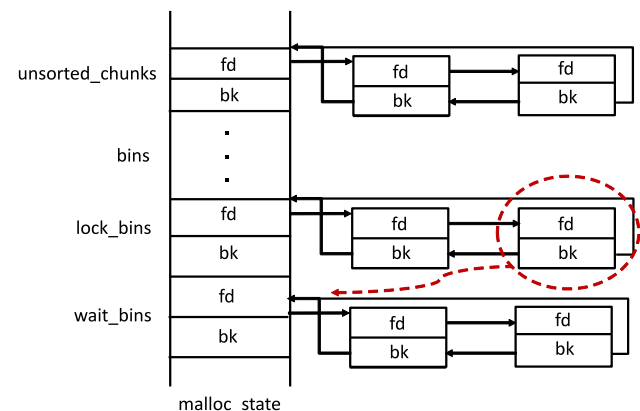 unsorted_chunks
fd
bk
fd
bk
fd
bk
bins
.
.
.
lock_bins
fd
bk
fd
bk
fd
bk
wait_bins
fd
bk
fd
bk
fd
bk
malloc_state